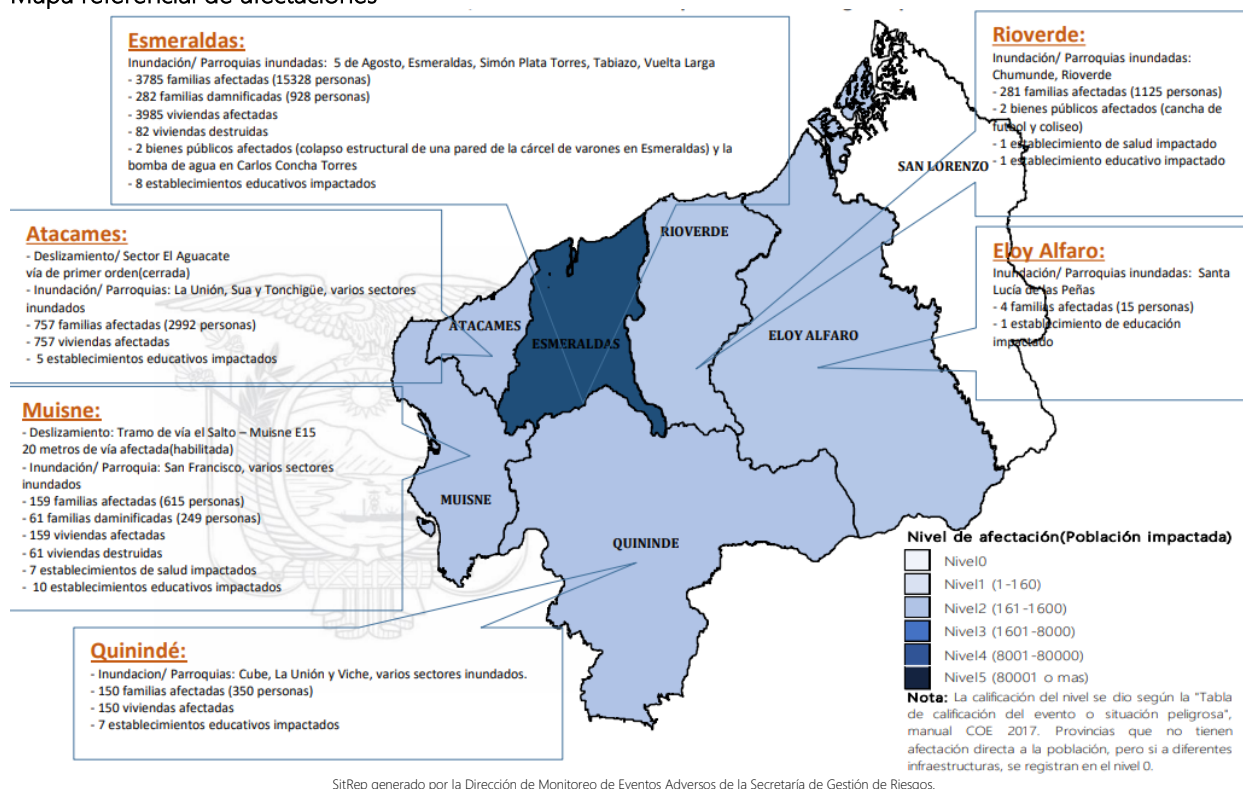 Mapa referencial de afectaciones
Esmeraldas:
Inundación/ Parroquias inundadas: 5 de Agosto, Esmeraldas, Simón Plata Torres, Tabiazo, Vuelta Larga
- 3785 familias afectadas (15328 personas)
- 282 familias damnificadas (928 personas)
- 3985 viviendas afectadas
- 82 viviendas destruidas
- 2 bienes públicos afectados (colapso estructural de una pared de la cárcel de varones en Esmeraldas) y la
bomba de agua en Carlos Concha Torres
- 8 establecimientos educativos impactados
Rioverde:
Inundación/ Parroquias inundadas:
Chumunde, Rioverde
- 281 familias afectadas (1125 personas)
- 2 bienes públicos afectados (cancha de
futbol y coliseo)
- 1 establecimiento de salud impactado
- 1 establecimiento educativo impactado
Atacames:
- Deslizamiento/ Sector El Aguacate
vía de primer orden(cerrada)
- Inundación/ Parroquias: La Unión, Sua y Tonchigüe, varios sectores
inundados
- 757 familias afectadas (2992 personas)
- 757 viviendas afectadas
- 5 establecimientos educativos impactados
Eloy Alfaro:
Inundación/ Parroquias inundadas: Santa
Lucía de las Peñas
- 4 familias afectadas (15 personas)
- 1 establecimiento de educación
impactado
Muisne:
- Deslizamiento: Tramo de vía el Salto – Muisne E15
20 metros de vía afectada(habilitada)
- Inundación/ Parroquia: San Francisco, varios sectores
inundados
- 159 familias afectadas (615 personas)
- 61 familias daminificadas (249 personas)
- 159 viviendas afectadas
- 61 viviendas destruidas
- 7 establecimientos de salud impactados
- 10 establecimientos educativos impactados
Quinindé:
- Inundacion/ Parroquias: Cube, La Unión y Viche, varios sectores inundados.
- 150 familias afectadas (350 personas)
- 150 viviendas afectadas
- 7 establecimientos educativos impactados
SAN LORENZO
RIOVERDE
ATACAMES
ESMERALDAS
ELOY ALFARO
MUISNE
QUININDE
Nivel de afectación(Población impactada)
Nivel0
Nivel1 (1-160)
Nivel2 (161-1600)
Nivel3 (1601-8000)
Nivel4 (8001-80000)
Nivel5 (80001 o mas)
Nota: La calificación del nivel se dio según la "Tabla
de calificación del evento o situación peligrosa",
manual COE 2017. Provincias que no tienen
afectación directa a la población, pero si a diferentes
infraestructuras, se registran en el nivel 0.
SitRep generado por la Dirección de Monitoreo de Eventos Adversos de la Secretaría de Gestión de Riesgos.